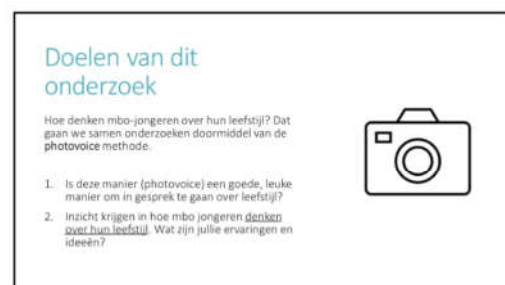 Doelen van dit
onderzoek
Hoe denken mbo-jongeren over hun leefstijl? Dat
gaan we samen onderzoeken doormiddel van de
photovoice methode.
1. Is deze manier (photovoice) een goede, leuke
manier om in gesprek te gaan over leefstijl?
2. Inzicht krijgen in hoe mbo jongeren denken
over hun leefstijl. Wat zijn jullie ervaringen en
ideeën?